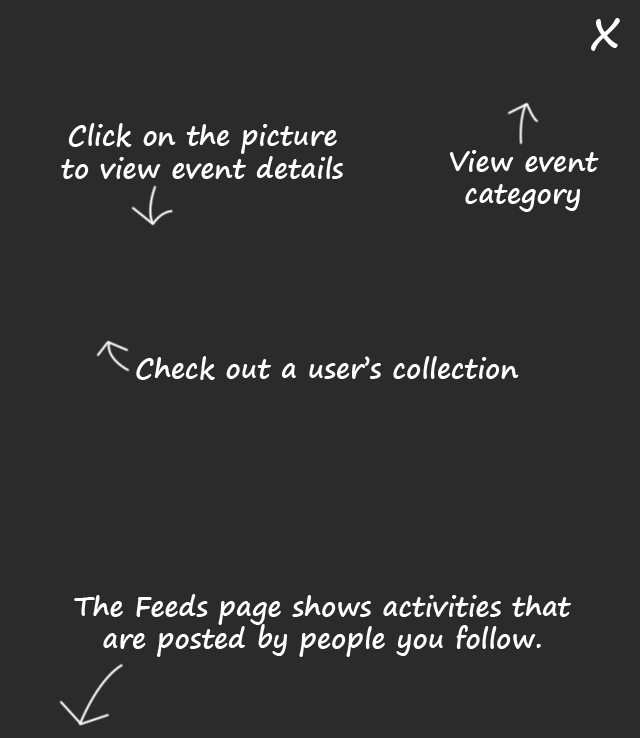 X
Click on the picture
to view event details
View event
category
Check out a user's collection
The Feeds page shows activities that
are posted by people you follow.